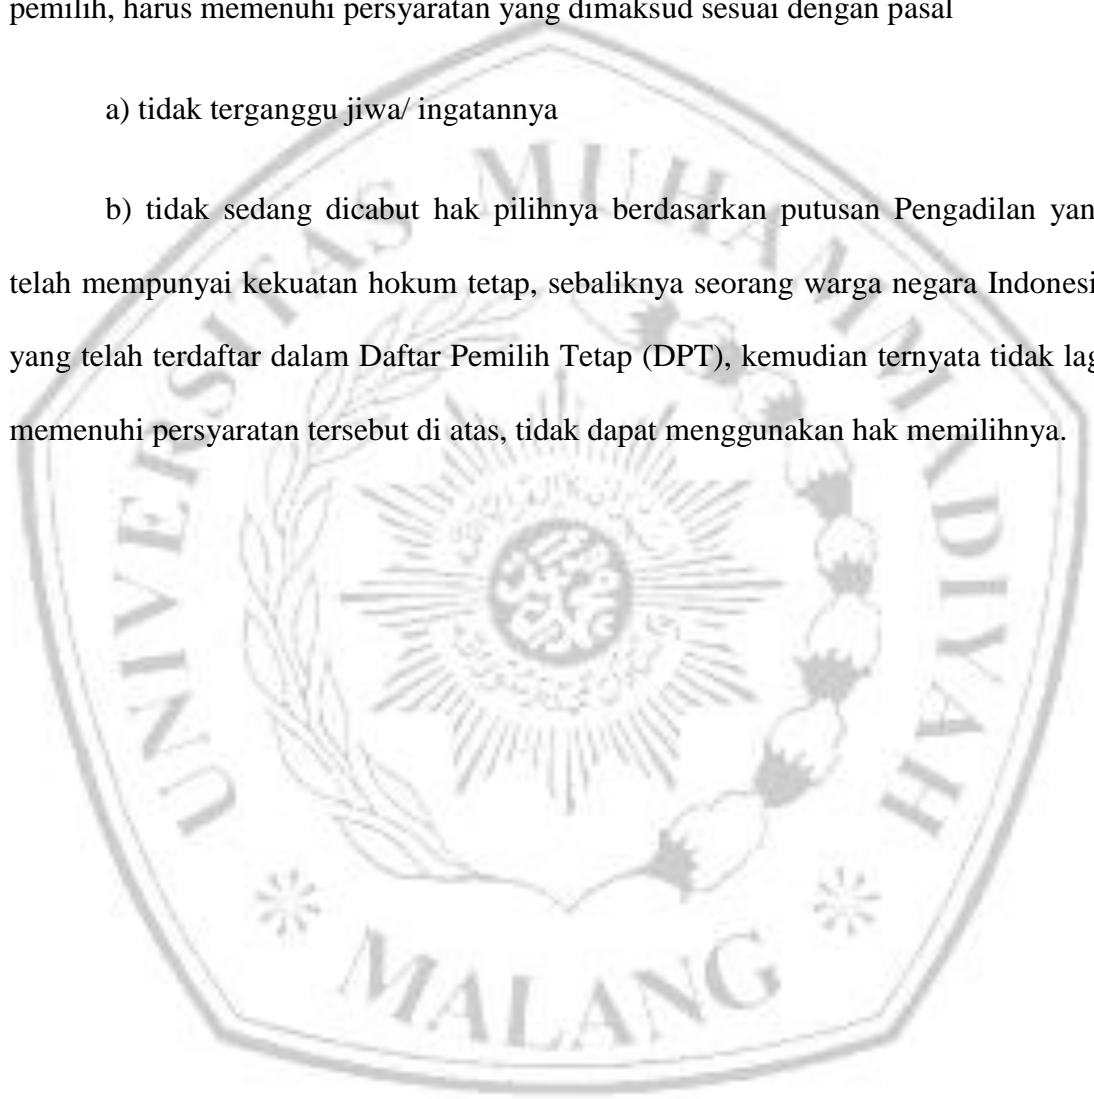 pemilih, harus memenuhi persyaratan yang dimaksud sesuai dengan pasal
a) tidak terganggu jiwa/ ingatannya
b) tidak sedang dicabut hak pilihnya berdasarkan putusan Pengadilan yan
telah mempunyai kekuatan hokum tetap, sebaliknya seorang warga negara Indonesi
yang telah terdaftar dalam Daftar Pemilih Tetap (DPT), kemudian ternyata tidak lag
memenuhi persyaratan tersebut di atas, tidak dapat menggunakan hak memilihnya.
UNIVERSITAS MUHAMMADIYAH
MALANG